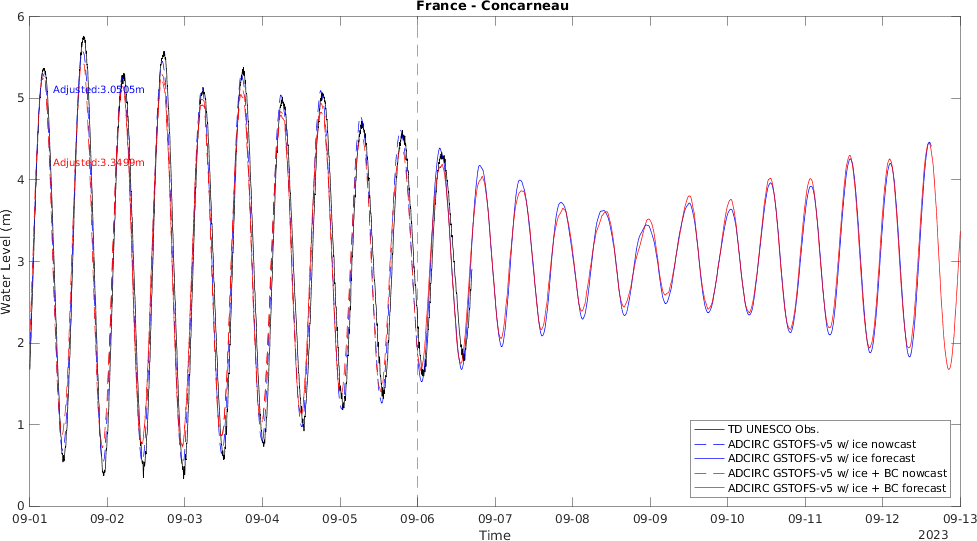 France - Concarneau
6
5
4
3
2
1
0
Water Level (m)
Adjusted:3.0505m
Adjusted:3.3499m
TD UNESCO Obs.
ADCIRC GSTOFS-v5 w/ ice nowcast
ADCIRC GSTOFS-v5 w/ ice forecast
ADCIRC GSTOFS-v5 w/ ice + BC nowcast
ADCIRC GSTOFS-v5 w/ ice + BC forecast
09-01 09-02 09-03 09-04 09-05 09-06 09-07 09-08 09-09 09-10 09-11 09-12 09-13
Time
2023